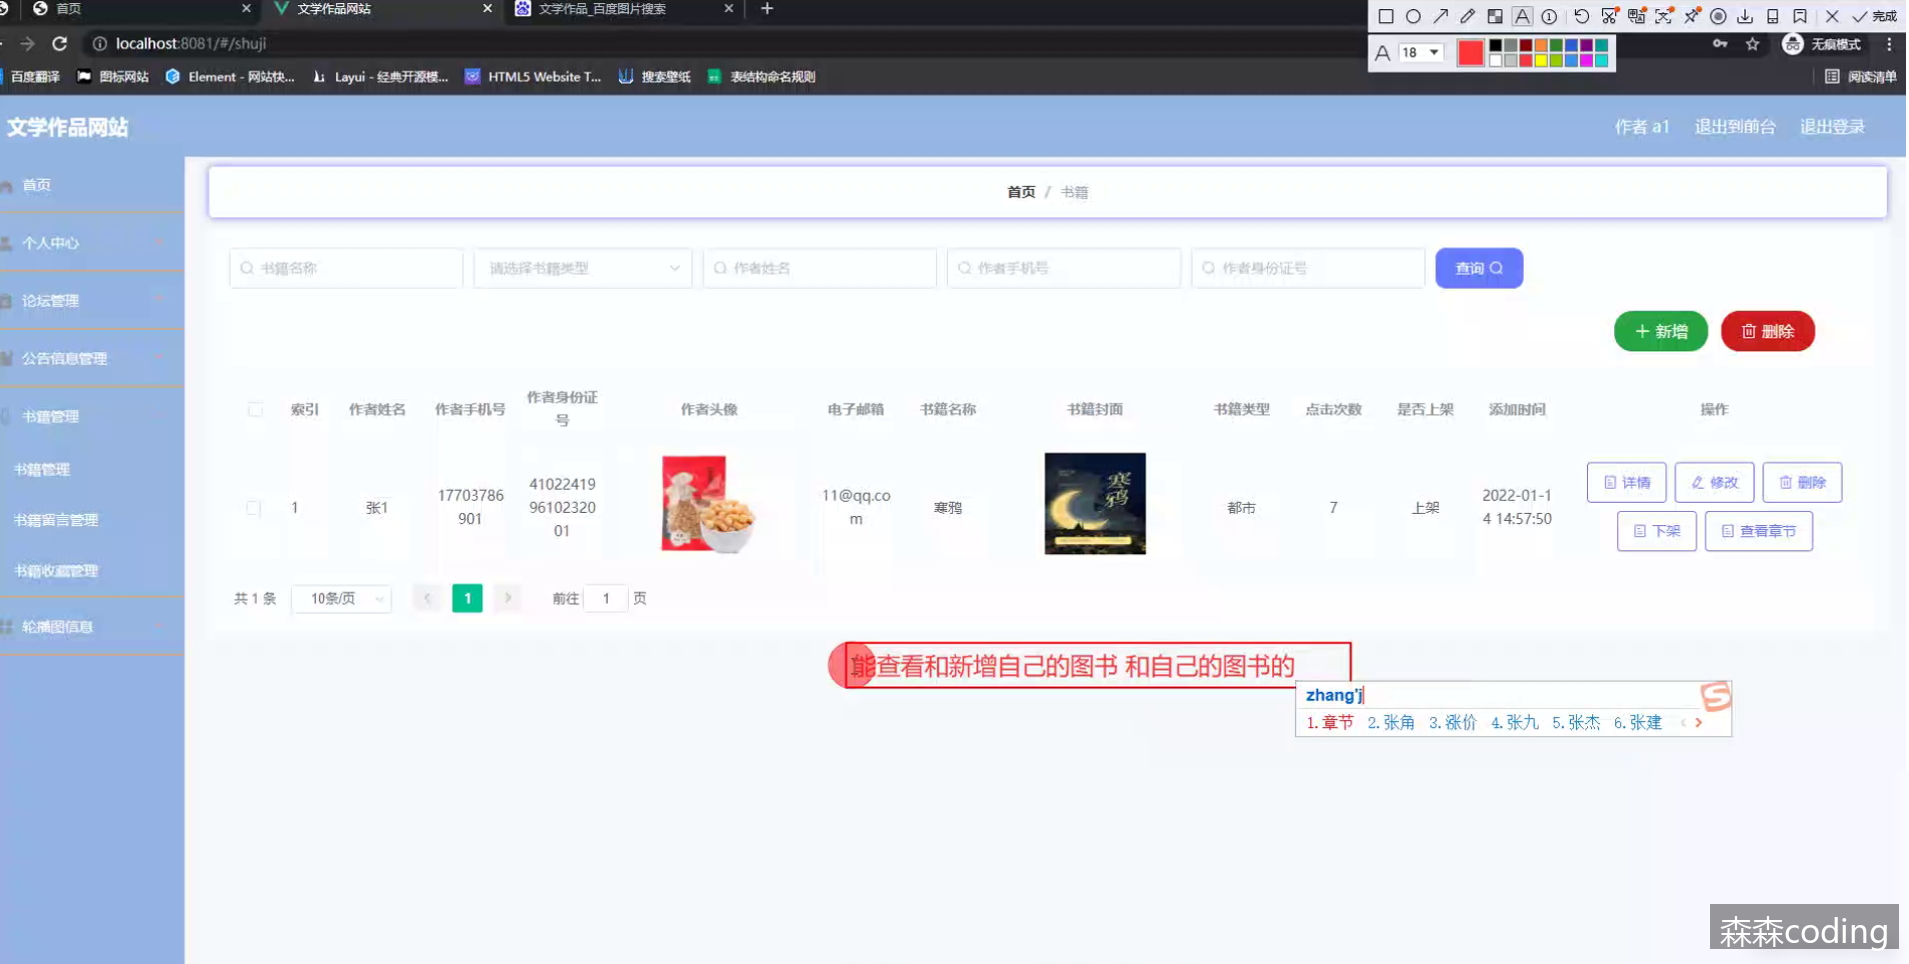 首页
文学作品网站
文学作品_百度图片搜索
完成
localhost:8081/#/shuji
18
无痕模式
百度翻译
图标网站
Element - 网站快...
Layui - 经典开源模...
HTML5 Website T...
搜索壁纸
表结构命名规则
阅读清单
文学作品网站
作者 a1
退出到前台
退出登录
首页
个人中心
论坛管理
公告信息管理
书籍管理
书籍管理
书籍留言管理
书籍收藏管理
轮播图信息
首页 / 书籍
书籍名称
请选择书籍类型
作者姓名
作者手机号
作者身份证号
查询
新增
删除
索引
作者姓名
作者手机号
作者身份证
号
作者头像
电子邮箱
书籍名称
书籍封面
书籍类型
点击次数
是否上架
添加时间
操作
1
张1
17703786
901
41022419
96102320
01
11@qq.co
m
寒鸦
寒鸦
都市
7
上架
2022-01-1
4 14:57:50
详情
修改
删除
下架
查看章节
共 1 条
10条/页
1
前往 1 页
能查看和新增自己的图书 和自己的图书的
zhang'j
1.章节 2.张角 3.涨价 4.张九 5.张杰 6.张建
森森coding